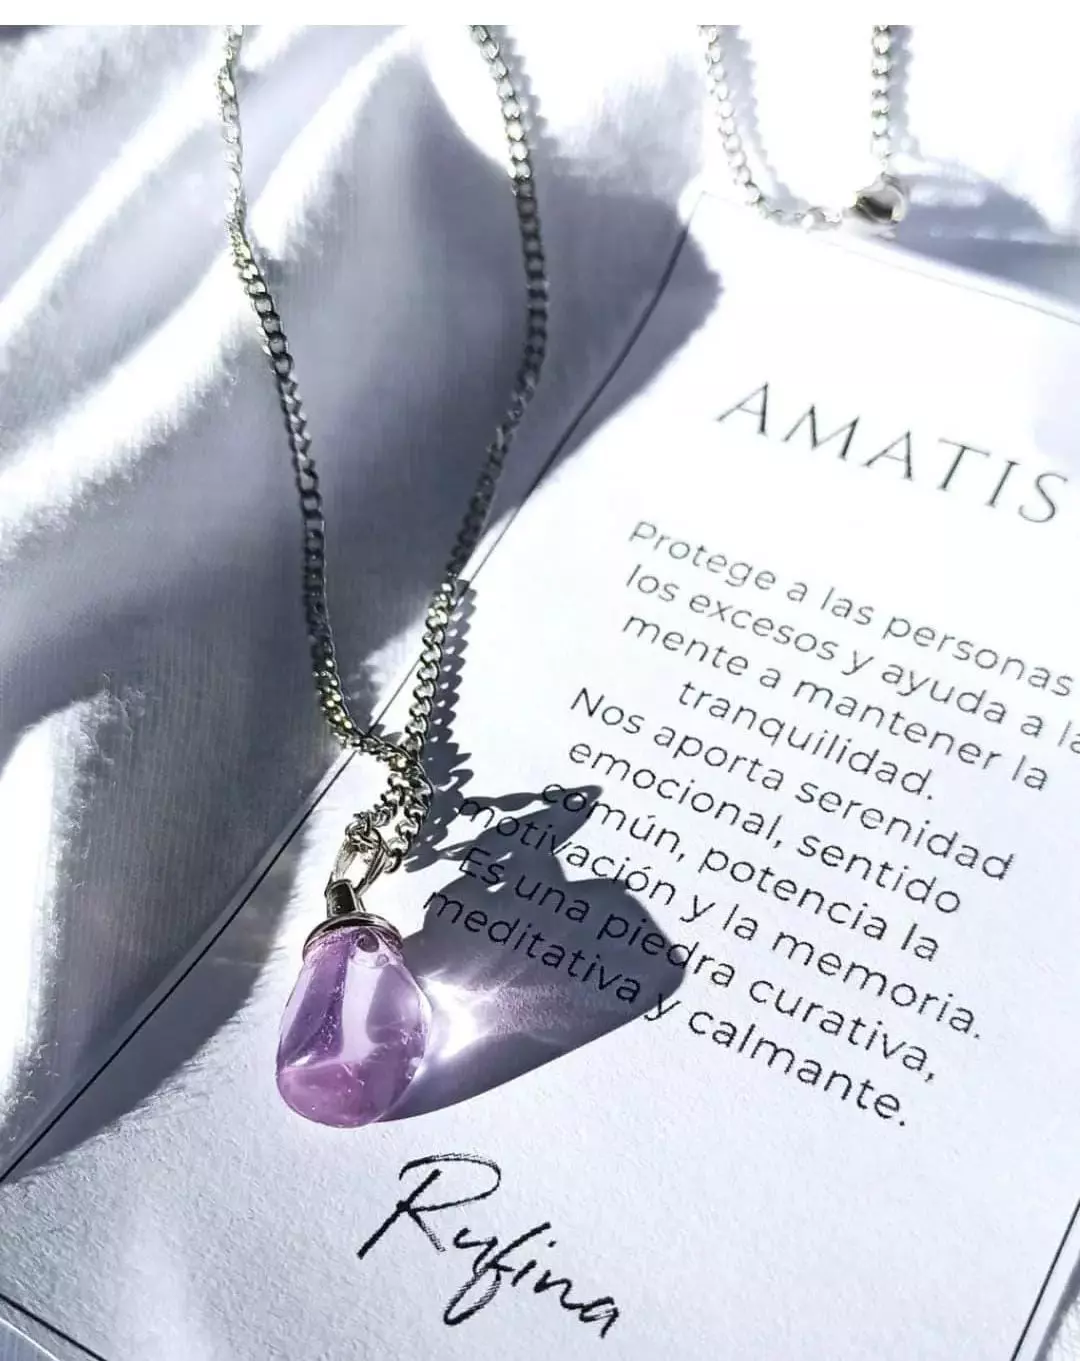 AMATIS
Protege a las personas
los excesos y ayuda a la
mente a mantener la
tranquilidad.
Nos aporta serenidad
emocional, sentido
común, potencia la
motivación y la memoria.
Es una piedra curativa,
meditativa y calmante.
Rufina